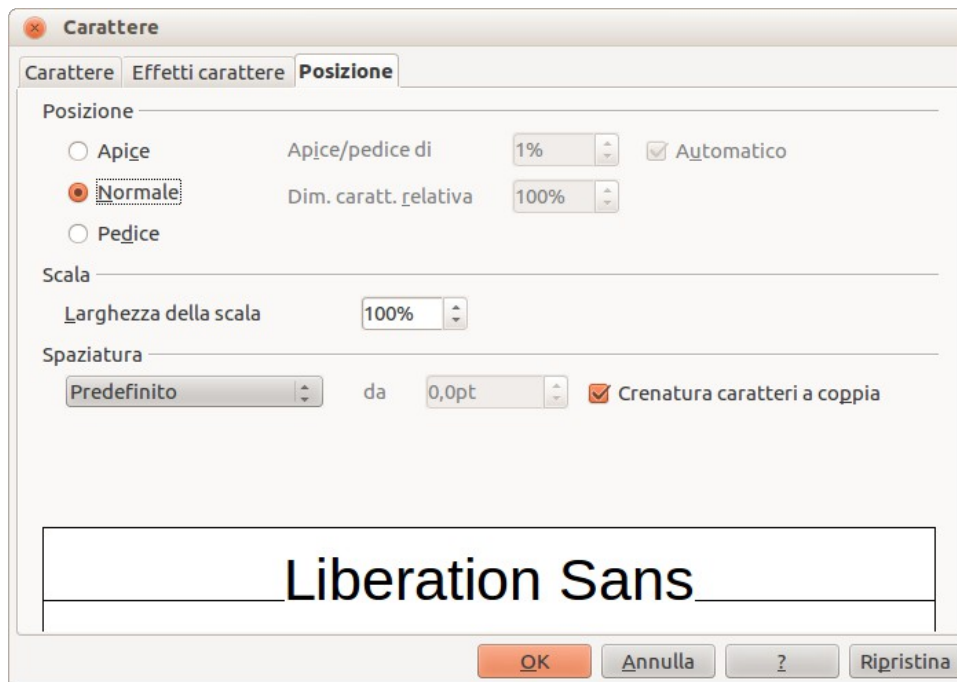 Carattere
Carattere Effetti carattere Posizione
Posizione
Apice Apice/pedice di 1% Automatico
Normale Dim. caratt. relativa 100%
Pedice
Scala
Larghezza della scala 100%
Spaziatura
Predefinito da 0,0pt Crenatura caratteri a coppia
Liberation Sans
OK Annulla ? Ripristina